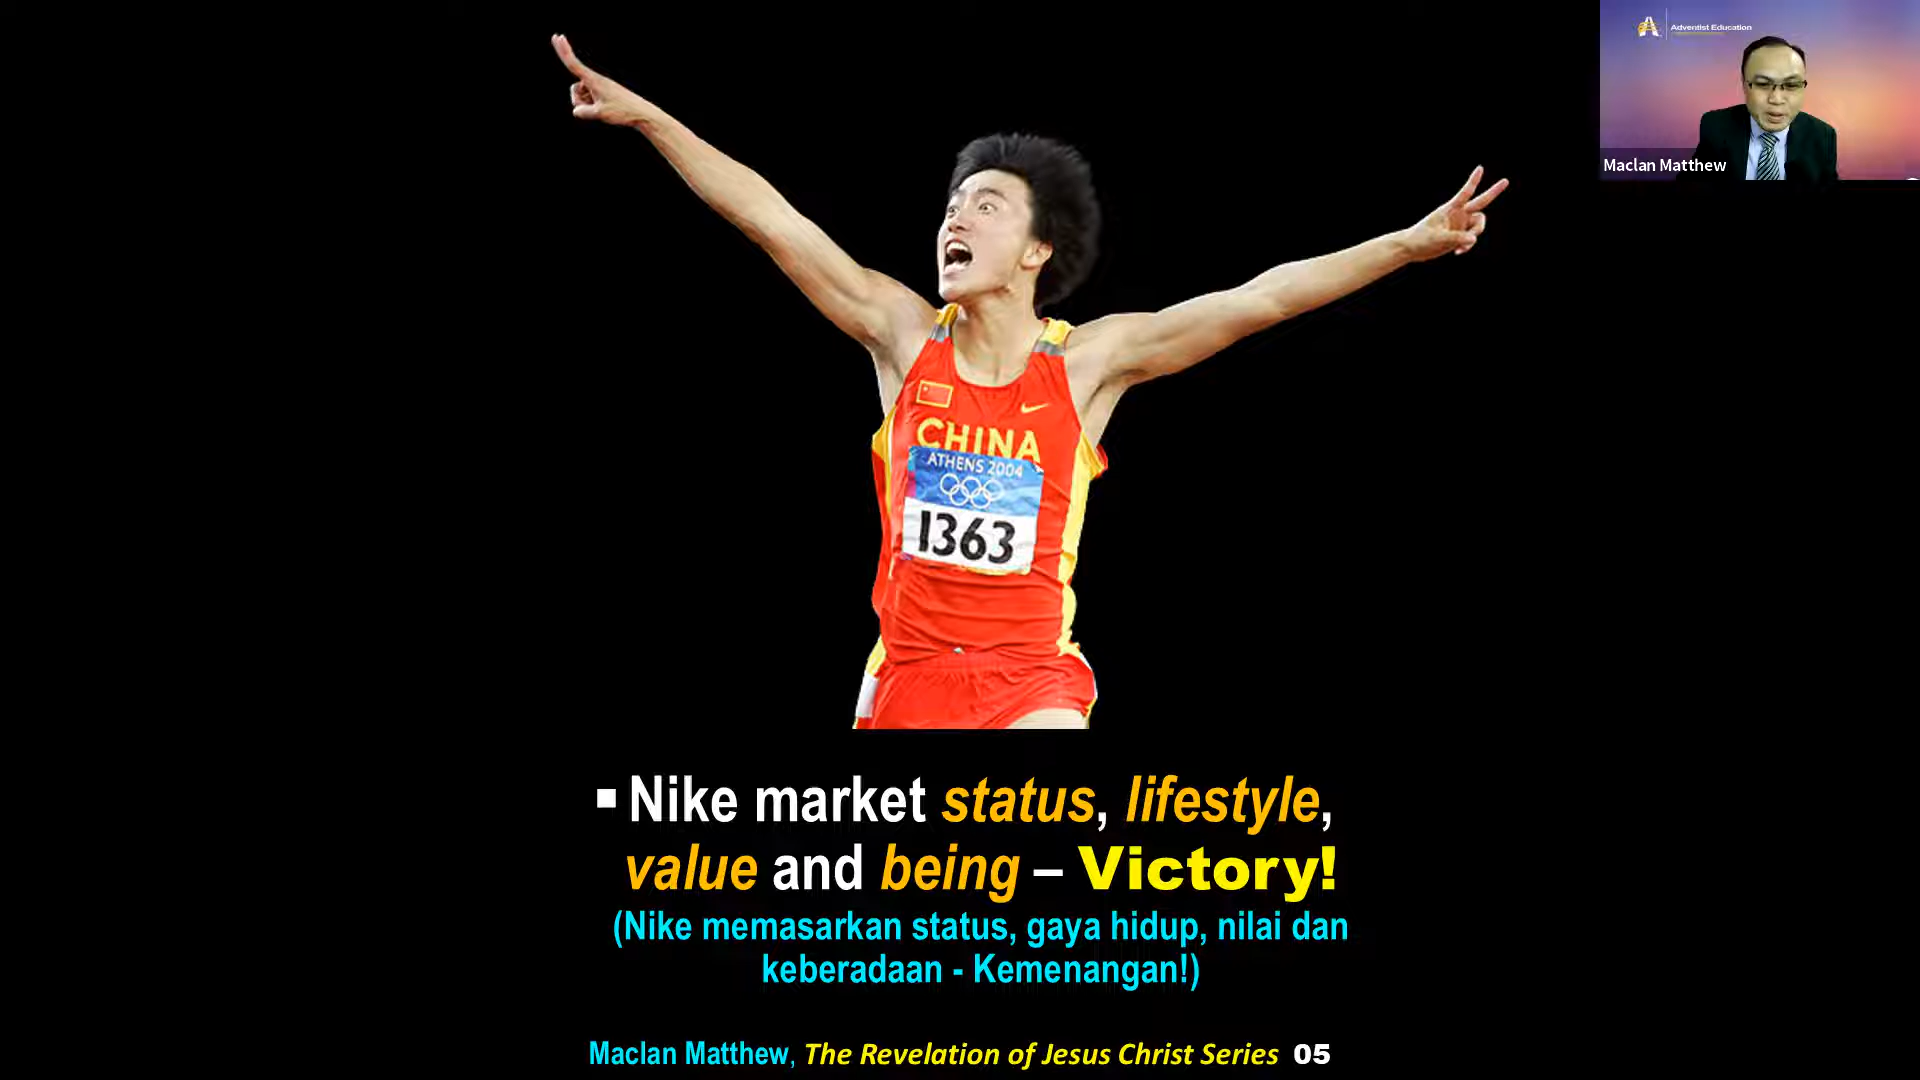 Adventist Education
Maclan Matthew
CHINA
ATHENS 2004
1363
▪ Nike market status, lifestyle,
value and being – Victory!
(Nike memasarkan status, gaya hidup, nilai dan
keberadaan - Kemenangan!)
Maclan Matthew, The Revelation of Jesus Christ Series 05